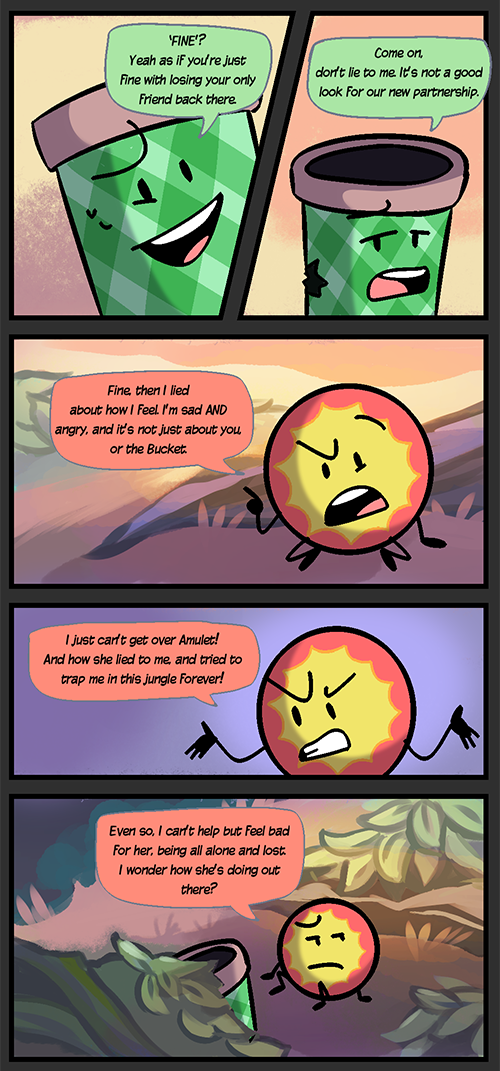 'FINE'?
Yeah as if you're just
fine with losing your only
friend back there.
Come on,
don't lie to me. It's not a good
look for our new partnership.
Fine, then I lied
about how I feel. I'm sad AND
angry, and it's not just about you,
or the Bucket.
I just can't get over Amulet!
And how she lied to me, and tried to
trap me in this jungle forever!
Even so, I can't help but feel bad
for her, being all alone and lost.
I wonder how she's doing out
there?